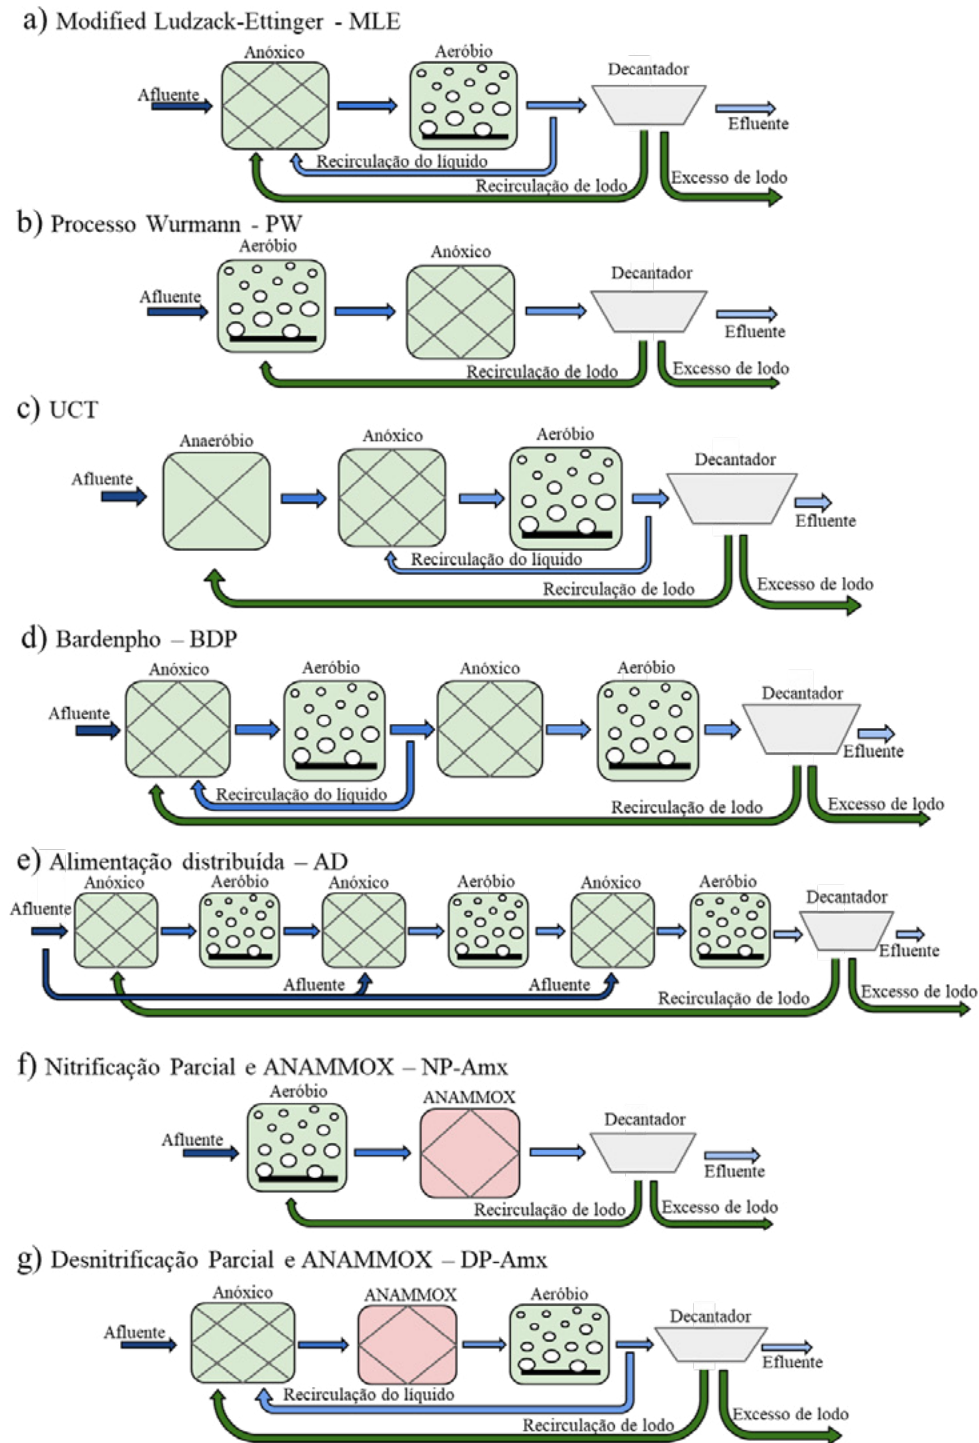 a) Modified Ludzack-Ettinger - MLE
Anóxico
Aeróbio
Decantador
Afluente
Efluente
Recirculação do líquido
Recirculação de lodo
Excesso de lodo
b) Processo Wurmann - PW
Aeróbio
Anóxico
Decantador
Afluente
Efluente
Recirculação de lodo
Excesso de lodo
c) UCT
Anaeróbio
Anóxico
Aeróbio
Decantador
Afluente
Efluente
Recirculação do líquido
Recirculação de lodo
Excesso de lodo
d) Bardenpho – BDP
Anóxico
Aeróbio
Anóxico
Aeróbio
Decantador
Afluente
Efluente
Recirculação do líquido
Recirculação de lodo
Excesso de lodo
e) Alimentação distribuída – AD
Anóxico
Aeróbio
Anóxico
Aeróbio
Anóxico
Aeróbio
Decantador
Afluente
Efluente
Afluente
Afluente
Recirculação de lodo
Excesso de lodo
f) Nitrificação Parcial e ANAMMOX – NP-Amx
Aeróbio
ANAMMOX
Decantador
Afluente
Efluente
Recirculação de lodo
Excesso de lodo
g) Desnitrificação Parcial e ANAMMOX – DP-Amx
Anóxico
ANAMMOX
Aeróbio
Decantador
Afluente
Efluente
Recirculação do líquido
Recirculação de lodo
Excesso de lodo